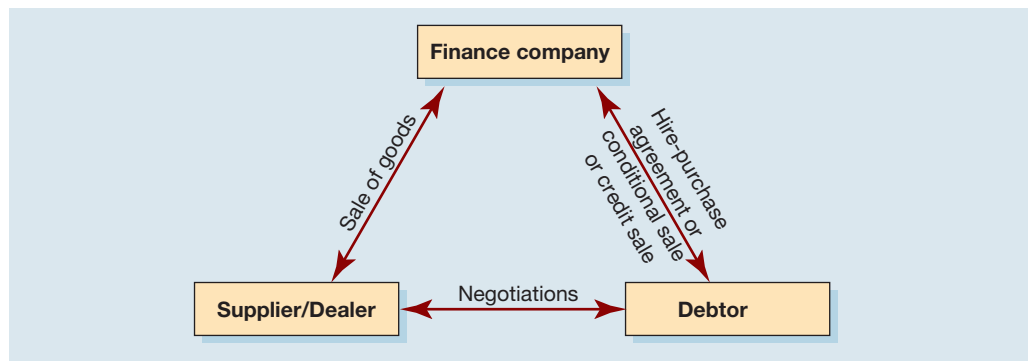 Finance company
Sale of goods
Hire-purchase
agreement or
conditional sale
or credit sale
Negotiations
Supplier/Dealer
Debtor